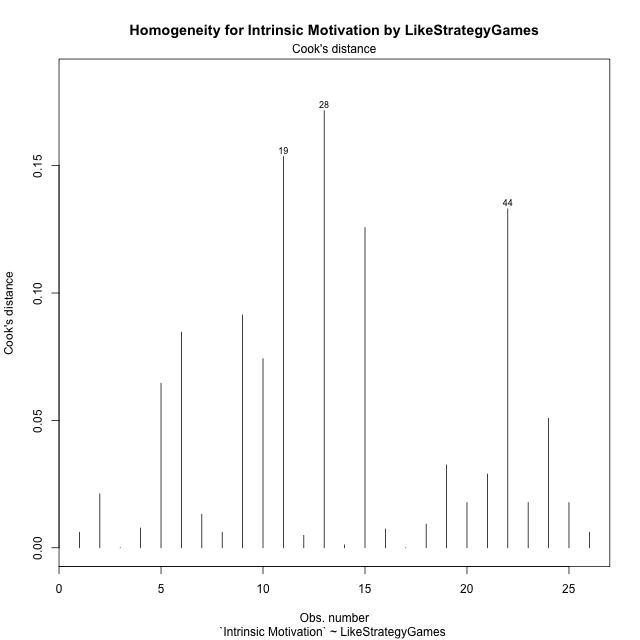 Homogeneity for Intrinsic Motivation by LikeStrategyGames
Cook's distance
Cook's distance
0.00
0.05
0.10
0.15
19
28
44
0
5
10
15
20
25
Obs. number
`Intrinsic Motivation` ~ LikeStrategyGames